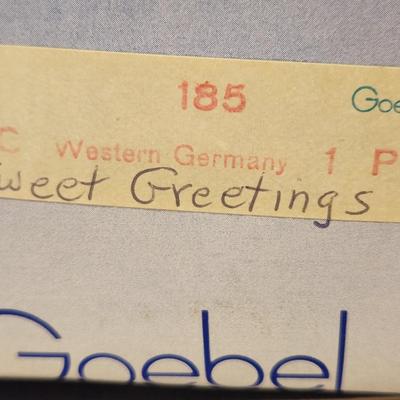 185 Goe
C Western Germany 1 P
weet Greetings
Goebel